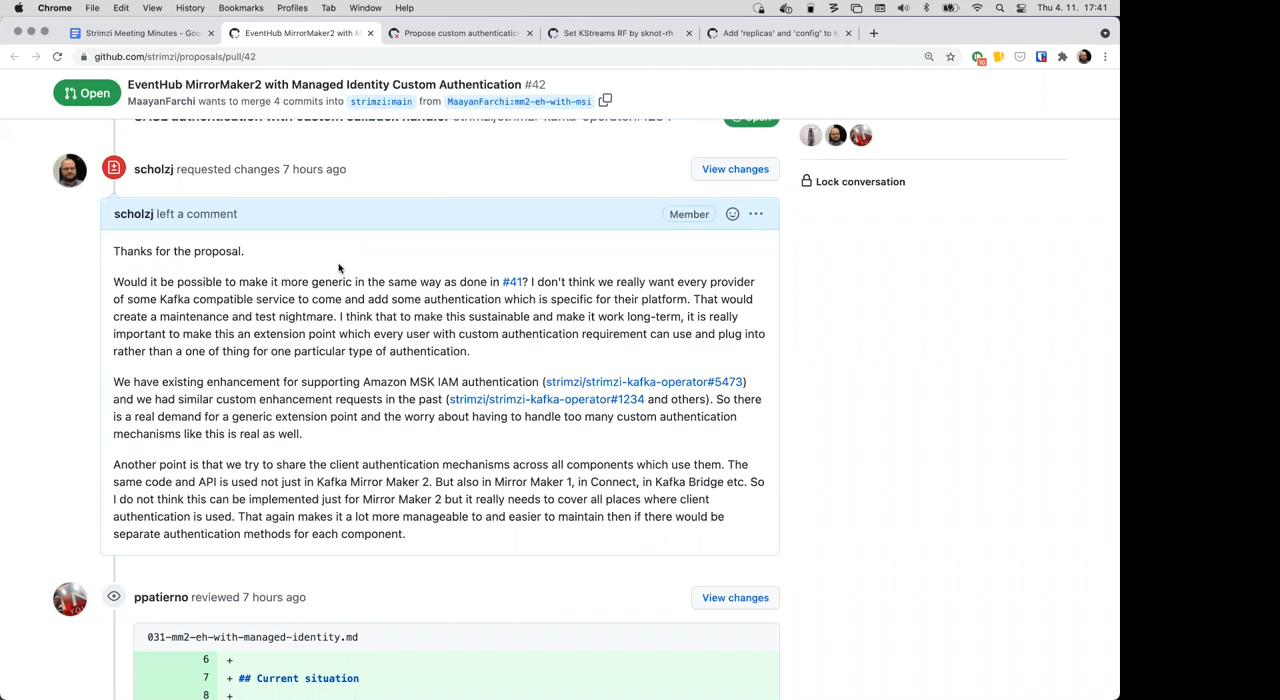 Chrome File Edit View History Bookmarks Profiles Tab Window Help Thu 4. 11. 17:41
Strimzi Meeting Minutes - Goo EventHub MirrorMaker2 with M Propose custom authenticatio Set KStreams RF by sknot-rh · Add 'replicas' and 'config' to K
github.com/strimzi/proposals/pull/42
Open
EventHub MirrorMaker2 with Managed Identity Custom Authentication #42
MaayanFarchi wants to merge 4 commits into strimzi:main from MaayanFarchi:mm2-eh-with-msi
scholzj requested changes 7 hours ago
View changes
Lock conversation
scholzj left a comment
Member
Thanks for the proposal.
Would it be possible to make it more generic in the same way as done in #41? I don't think we really want every provider
of some Kafka compatible service to come and add some authentication which is specific for their platform. That would
create a maintenance and test nightmare. I think that to make this sustainable and make it work long-term, it is really
important to make this an extension point which every user with custom authentication requirement can use and plug into
rather than a one of thing for one particular type of authentication.
We have existing enhancement for supporting Amazon MSK IAM authentication (strimzi/strimzi-kafka-operator#5473)
and we had similar custom enhancement requests in the past (strimzi/strimzi-kafka-operator#1234 and others). So there
is a real demand for a generic extension point and the worry about having to handle too many custom authentication
mechanisms like this is real as well.
Another point is that we try to share the client authentication mechanisms across all components which use them. The
same code and API is used not just in Kafka Mirror Maker 2. But also in Mirror Maker 1, in Connect, in Kafka Bridge etc. So
I do not think this can be implemented just for Mirror Maker 2 but it really needs to cover all places where client
authentication is used. That again makes it a lot more manageable to and easier to maintain then if there would be
separate authentication methods for each component.
ppatierno reviewed 7 hours ago
View changes
031-mm2-eh-with-managed-identity.md
6 +
7 + ## Current situation
8 +